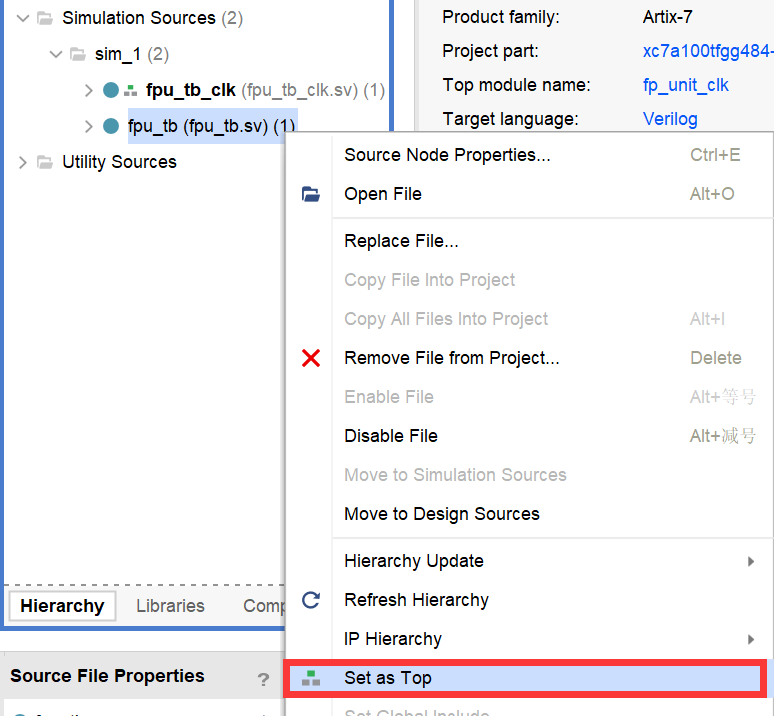 Simulation Sources (2)
sim_1 (2)
fpu_tb_clk (fpu_tb_clk.sv) (1)
fpu_tb (fpu_tb.sv) (1)
Utility Sources
Product family: Artix-7
Project part: xc7a100tfgg484-
Top module name: fp_unit_clk
Target language: Verilog
Source Node Properties... Ctrl+E
Open File Alt+O
Replace File...
Copy File Into Project
Copy All Files Into Project Alt+I
Remove File from Project... Delete
Enable File Alt+等号
Disable File Alt+减号
Move to Simulation Sources
Move to Design Sources
Hierarchy Update
Refresh Hierarchy
IP Hierarchy
Set as Top
Set Global Include
Hierarchy Libraries Comp
Source File Properties ?